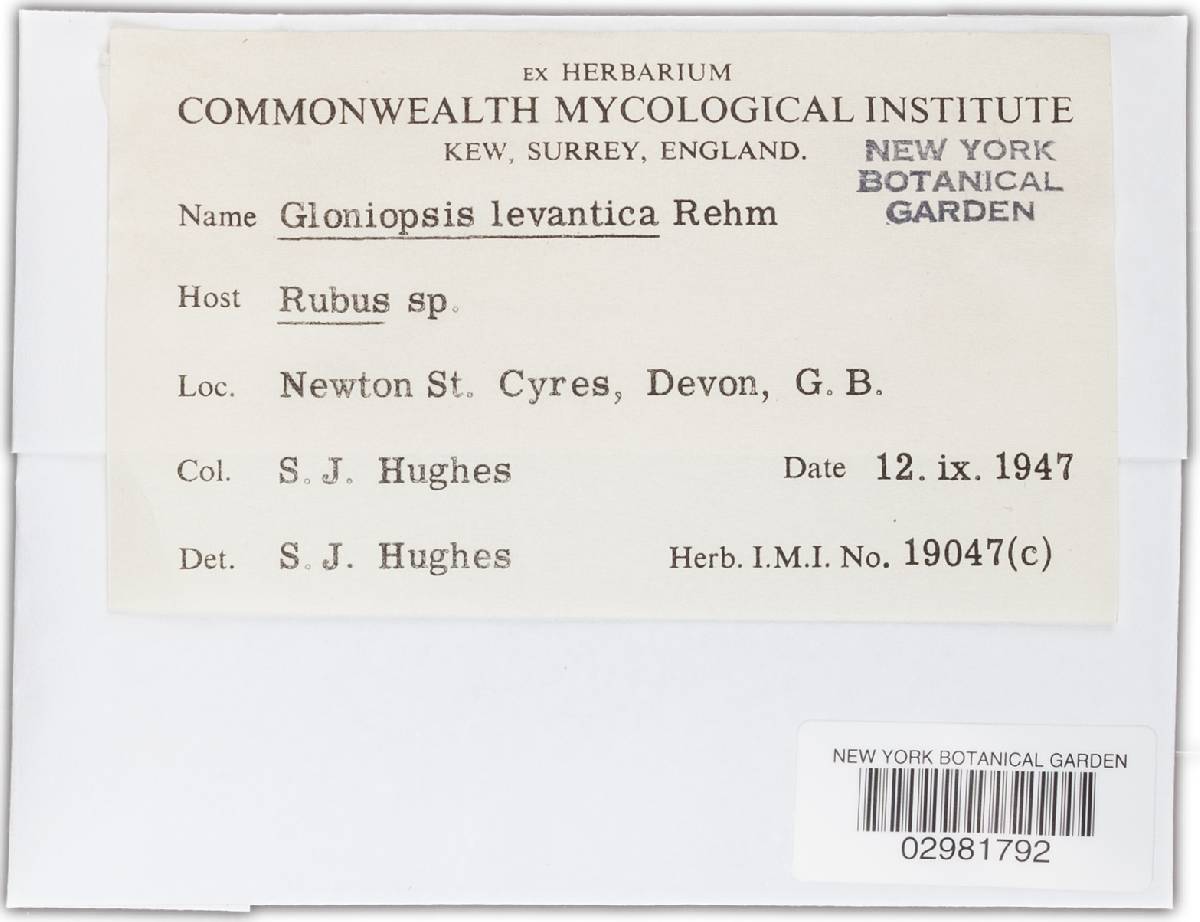 EX HERBARIUM
COMMONWEALTH MYCOLOGICAL INSTITUTE
KEW, SURREY, ENGLAND.
NEW YORK
BOTANICAL
GARDEN
Name Gloniopsis levantica Rehm
Host Rubus sp.
Loc. Newton St. Cyres, Devon, G. B.
Col. S. J. Hughes Date 12. ix. 1947
Det. S. J. Hughes Herb. I.M.I. No. 19047(c)
NEW YORK BOTANICAL GARDEN
02981792